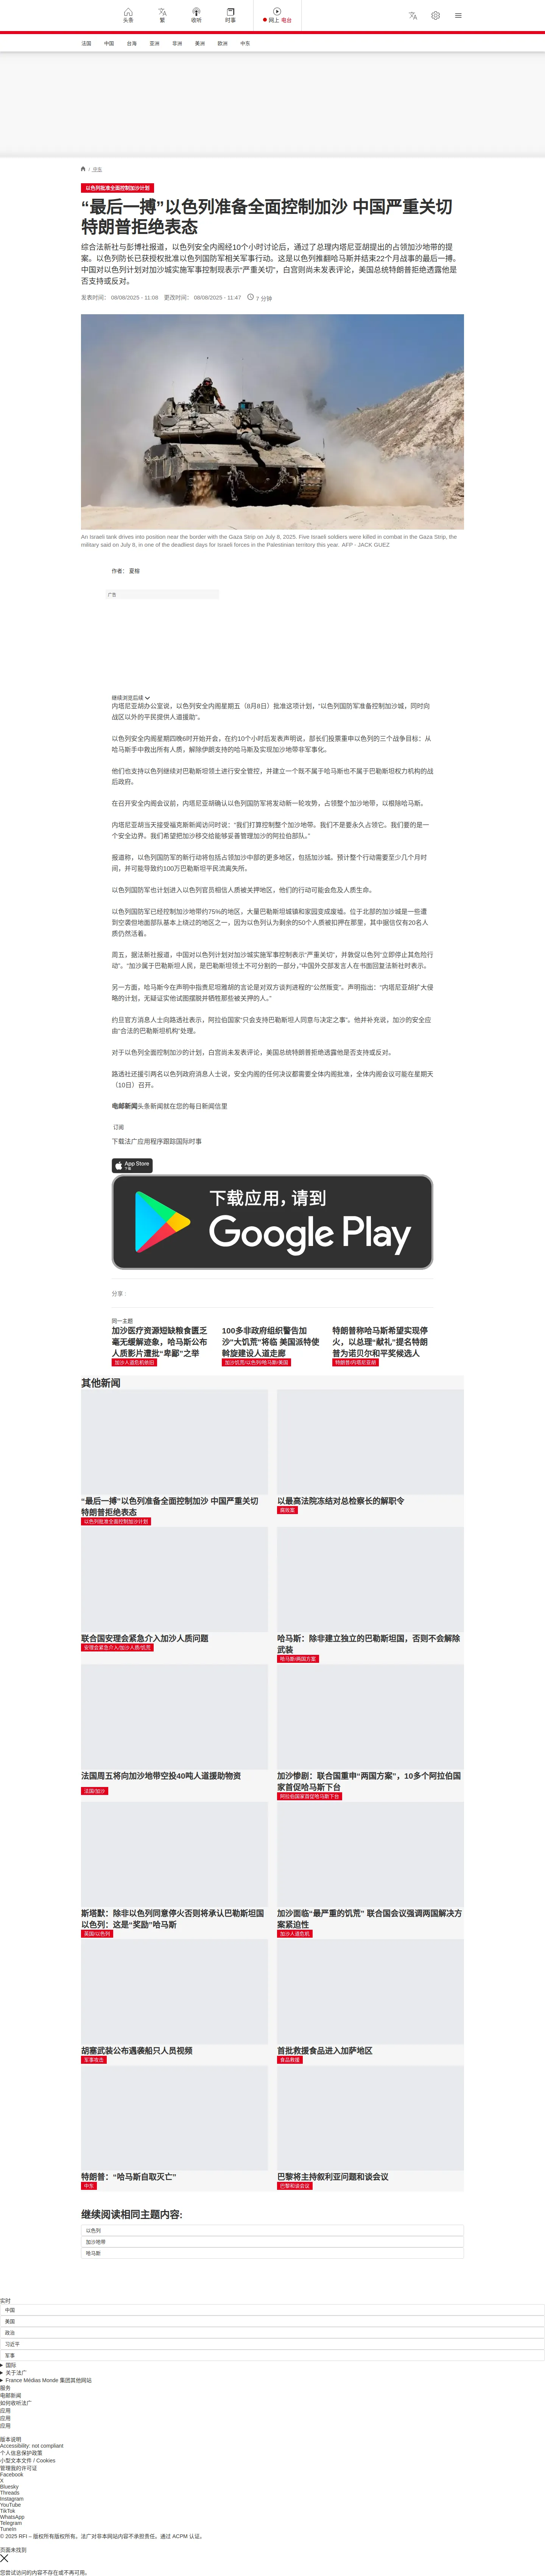 头条
繁
收听
时事
网上 电台
法国
中国
台海
亚洲
非洲
美洲
欧洲
中东
/ 中东
以色列批准全面控制加沙计划
“最后一搏”以色列准备全面控制加沙 中国严重关切
特朗普拒绝表态
综合法新社与彭博社报道，以色列安全内阁经10个小时讨论后，通过了总理内塔尼亚胡提出的占领加沙地带的提
案。以色列防长已获授权批准以色列国防军相关军事行动。这是以色列推翻哈马斯并结束22个月战事的最后一搏。
中国对以色列计划对加沙城实施军事控制现表示“严重关切”，白宫则尚未发表评论，美国总统特朗普拒绝透露他是
否支持或反对。
发表时间： 08/08/2025 - 11:08 更改时间： 08/08/2025 - 11:47 7 分钟
An Israeli tank drives into position near the border with the Gaza Strip on July 8, 2025. Five Israeli soldiers were killed in combat in the Gaza Strip, the
military said on July 8, in one of the deadliest days for Israeli forces in the Palestinian territory this year. AFP - JACK GUEZ
作者： 夏榕
广告
继续浏览后续
内塔尼亚胡办公室说，以色列安全内阁星期五（8月8日）批准这项计划，“以色列国防军准备控制加沙城，同时向
战区以外的平民提供人道援助”。
以色列安全内阁星期四晚6时开始开会，在约10个小时后发表声明说，部长们投票重申以色列的三个战争目标：从
哈马斯手中救出所有人质，解除伊朗支持的哈马斯及实现加沙地带非军事化。
他们也支持以色列继续对巴勒斯坦领土进行安全管控，并建立一个既不属于哈马斯也不属于巴勒斯坦权力机构的战
后政府。
在召开安全内阁会议前，内塔尼亚胡确认以色列国防军将发动新一轮攻势，占领整个加沙地带，以根除哈马斯。
内塔尼亚胡当天接受福克斯新闻访问时说：“我们打算控制整个加沙地带。我们不是要永久占领它。我们要的是一
个安全边界。我们希望把加沙移交给能够妥善管理加沙的阿拉伯部队。”
报道称，以色列国防军的新行动将包括占领加沙中部的更多地区，包括加沙城。预计整个行动需要至少几个月时
间，并可能导致约100万巴勒斯坦平民流离失所。
以色列国防军也计划进入以色列官员相信人质被关押地区，他们的行动可能会危及人质生命。
以色列国防军已经控制加沙地带约75%的地区，大量巴勒斯坦城镇和家园变成废墟。位于北部的加沙城是一些遭
到空袭但地面部队基本上绕过的地区之一，因为以色列认为剩余的50个人质被扣押在那里，其中据信仅有20名人
质仍然活着。
周五，据法新社报道，中国对以色列计划对加沙城实施军事控制表示“严重关切”，并敦促以色列“立即停止其危险行
动”。“加沙属于巴勒斯坦人民，是巴勒斯坦领土不可分割的一部分，”中国外交部发言人在书面回复法新社时表示。
另一方面，哈马斯今在声明中指责尼坦雅胡的言论是对双方谈判进程的“公然叛变”。声明指出：“内塔尼亚胡扩大侵
略的计划，无疑证实他试图摆脱并牺牲那些被关押的人。”
约旦官方消息人士向路透社表示，阿拉伯国家“只会支持巴勒斯坦人同意与决定之事”。他并补充说，加沙的安全应
由“合法的巴勒斯坦机构”处理。
对于以色列全面控制加沙的计划，白宫尚未发表评论，美国总统特朗普拒绝透露他是否支持或反对。
路透社还援引两名以色列政府消息人士说，安全内阁的任何决议都需要全体内阁批准，全体内阁会议可能在星期天
（10日）召开。
电邮新闻头条新闻就在您的每日新闻信里
订阅
下载法广应用程序跟踪国际时事
App Store
下载
下载应用，请到
Google Play
分享 :
同一主题
加沙医疗资源短缺粮食匮乏
毫无缓解迹象，哈马斯公布
人质影片遭批“卑鄙”之举
加沙人道危机依旧
100多非政府组织警告加
沙“大饥荒”将临 美国派特使
斡旋建设人道走廊
加沙饥荒/以色列/哈马斯/美国
特朗普称哈马斯希望实现停
火，以总理“献礼”提名特朗
普为诺贝尔和平奖候选人
特朗普/内塔尼亚胡
其他新闻
“最后一搏”以色列准备全面控制加沙 中国严重关切
特朗普拒绝表态
以色列批准全面控制加沙计划
以最高法院冻结对总检察长的解职令
腐败案
联合国安理会紧急介入加沙人质问题
安理会紧急介入/加沙人质/饥荒
哈马斯：除非建立独立的巴勒斯坦国，否则不会解除
武装
哈马斯/两国方案
法国周五将向加沙地带空投40吨人道援助物资
法国/加沙
加沙惨剧：联合国重申“两国方案”，10多个阿拉伯国
家首促哈马斯下台
阿拉伯国家首促哈马斯下台
斯塔默：除非以色列同意停火否则将承认巴勒斯坦国
以色列：这是“奖励”哈马斯
英国/以色列
加沙面临“最严重的饥荒” 联合国会议强调两国解决方
案紧迫性
加沙人道危机
胡塞武装公布遇袭船只人员视频
军事攻击
首批救援食品进入加萨地区
食品救援
特朗普：“哈马斯自取灭亡”
中东
巴黎将主持叙利亚问题和谈会议
巴黎和谈会议
继续阅读相同主题内容:
以色列
加沙地带
哈马斯
实时
中国
美国
政治
习近平
军事
国际
关于法广
France Médias Monde 集团其他网站
服务
电邮新闻
如何收听法广
应用
应用
应用
版本说明
Accessibility: not compliant
个人信息保护政策
小型文本文件 / Cookies
管理我的许可证
Facebook
X
Bluesky
Threads
Instagram
YouTube
TikTok
WhatsApp
Telegram
TuneIn
© 2025 RFI – 版权所有版权所有。法广对非本网站内容不承担责任。通过 ACPM 认证。
页面未找到
您尝试访问的内容不存在或不再可用。